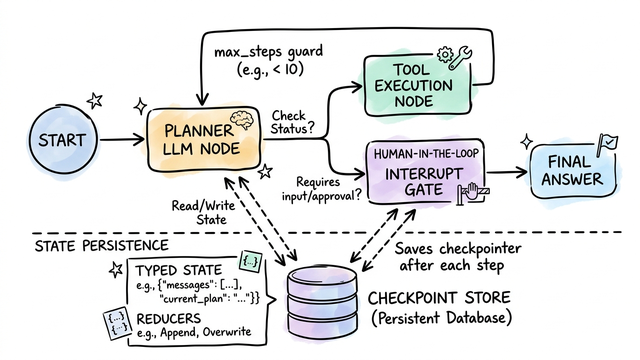 max_steps guard
(e.g., < 10)
START
PLANNER
LLM NODE
Check
Status?
TOOL
EXECUTION
NODE
HUMAN-IN-THE-LOOP
INTERRUPT
GATE
Requires
input/approval?
FINAL
ANSWER
Read/Write
State
STATE PERSISTENCE
Saves checkpointer
after each step
TYPED STATE
e.g., {"messages": [...],
"current_plan": "..."}}
{...}
REDUCERS
e.g., Append, Overwrite
{...}
{...}
CHECKPOINT STORE
(Persistent Database)